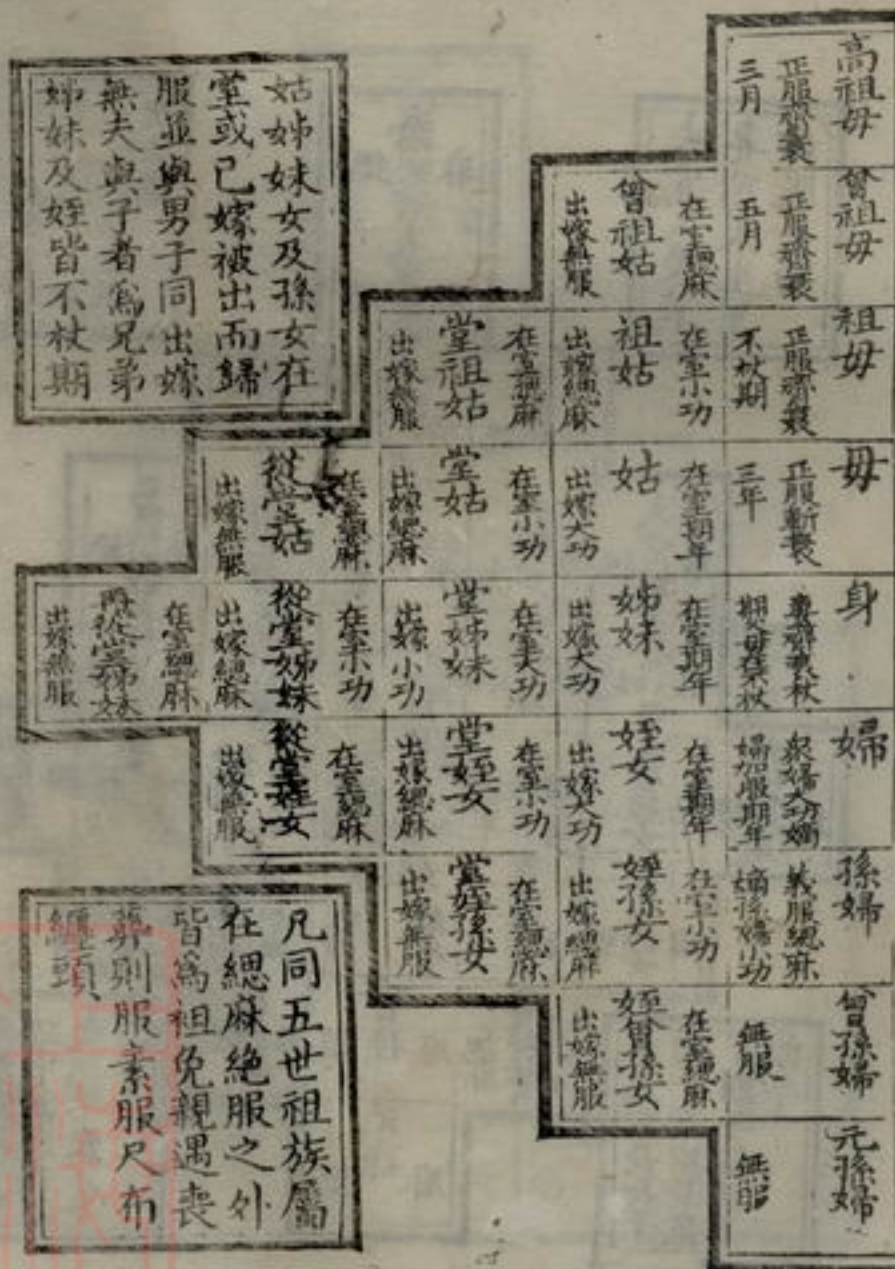 高祖母
正服齊衰
三月
曾祖母
正服齊衰
五月
在室緦麻
曾祖姑
出嫁無服
祖母
正服齊衰
不杖期
在室小功
祖姑
出嫁緦麻
在室緦麻
堂祖姑
出嫁無服
母
正服斬衰
三年
在室期年
姑
出嫁大功
在室小功
堂姑
出嫁緦麻
在室緦麻
從堂姑
出嫁無服
身
在室期年
姊妹
出嫁大功
在室大功
堂姊妹
出嫁小功
在室小功
從堂姊妹
出嫁緦麻
在室緦麻
再從堂姊妹
出嫁無服
婦
衆婦大功嫡
婦加服期年
在室期年
姪女
出嫁大功
在室小功
堂姪女
出嫁緦麻
在室緦麻
從堂姪女
出嫁無服
孫婦
義服緦麻
嫡孫婦小功
在室小功
姪孫女
出嫁緦麻
在室緦麻
堂姪孫女
出嫁無服
曾孫婦
無服
在室緦麻
姪曾孫女
出嫁無服
元孫婦
無服
姑姊妹女及孫女在
室或已嫁被出而歸
服並與男子同出嫁
無夫與子者爲兄弟
姊妹及姪皆不杖期
凡同五世祖族屬
在緦麻絶服之外
皆爲袒免親遇喪
葬則服素服尺布
纏頭